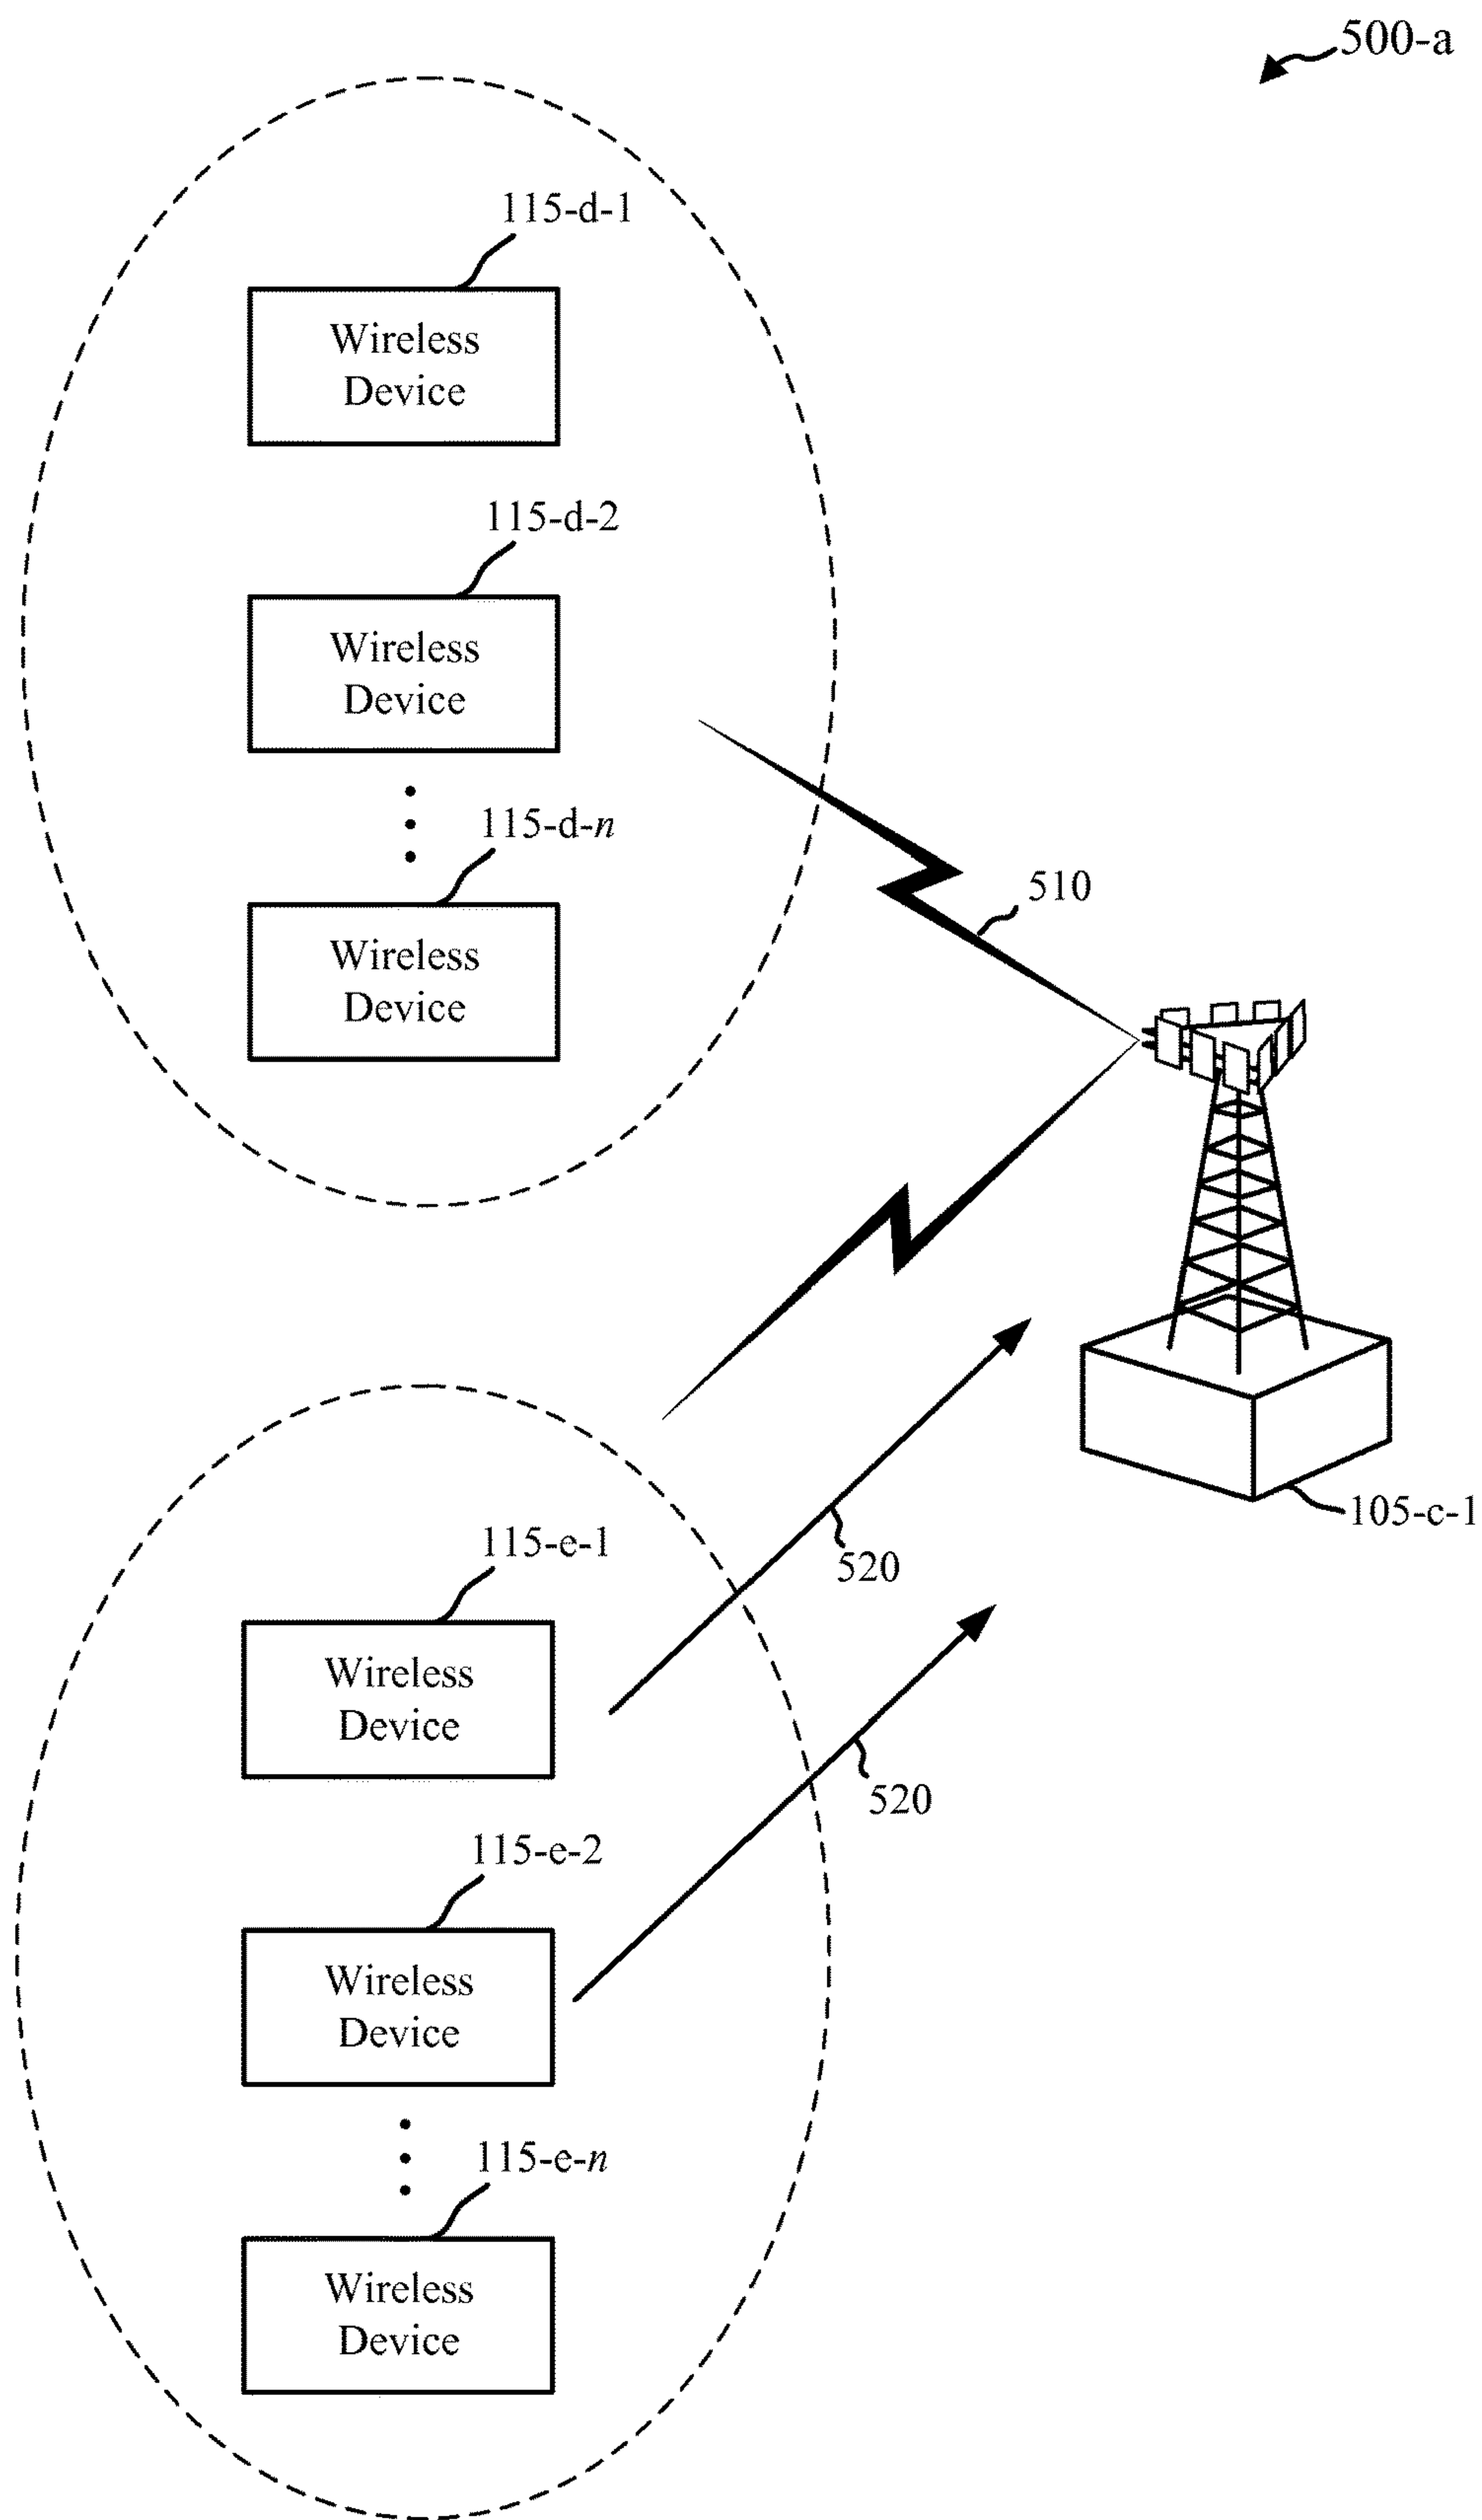 500-a
115-d-1
Wireless
Device
115-d-2
Wireless
Device
115-d-n
Wireless
Device
510
105-c-1
115-e-1
Wireless
Device
520
115-e-2
Wireless
Device
520
115-e-n
Wireless
Device